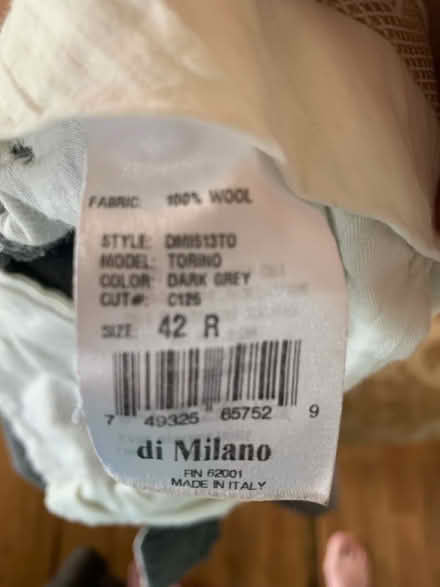 FABRIC: 100% WOOL
STYLE: DMIS13TO
MODEL: TORINO
COLOR: DARK GREY
CUT#: C126
SIZE: 42 R
7 49325 65752 9
di Milano
RN 62001
MADE IN ITALY